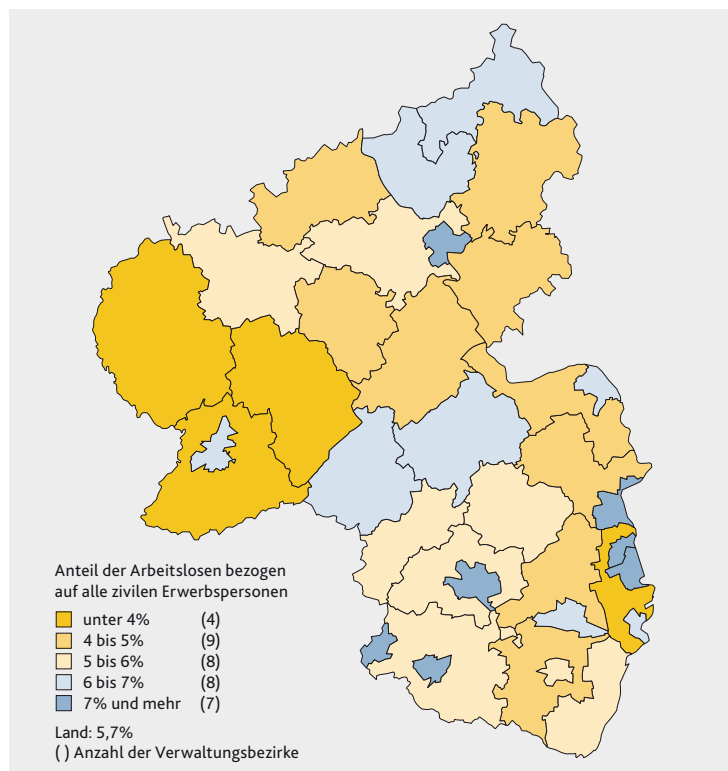 Anteil der Arbeitslosen bezogen
auf alle zivilen Erwerbspersonen
unter 4% (4)
4 bis 5% (9)
5 bis 6% (8)
6 bis 7% (8)
7% und mehr (7)
Land: 5,7%
( ) Anzahl der Verwaltungsbezirke